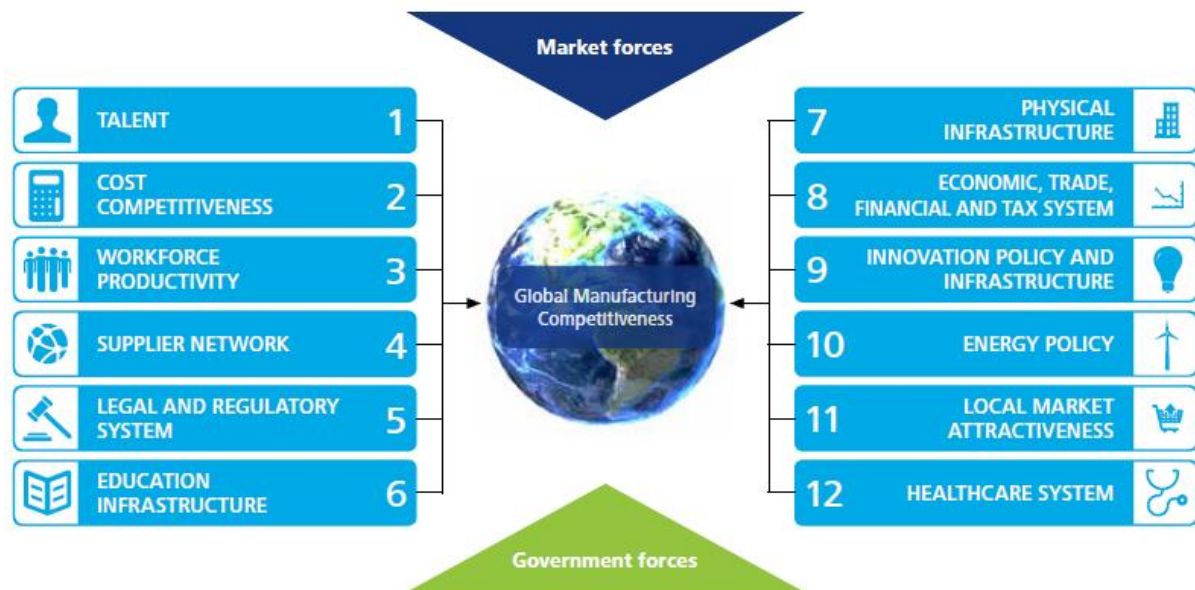 Market forces
TALENT 1
COST
COMPETITIVENESS 2
WORKFORCE
PRODUCTIVITY 3
SUPPLIER NETWORK 4
LEGAL AND REGULATORY
SYSTEM 5
EDUCATION
INFRASTRUCTURE 6
Global Manufacturing
Competitiveness
7 PHYSICAL
INFRASTRUCTURE
8 ECONOMIC, TRADE,
FINANCIAL AND TAX SYSTEM
9 INNOVATION POLICY AND
INFRASTRUCTURE
10 ENERGY POLICY
11 LOCAL MARKET
ATTRACTIVENESS
12 HEALTHCARE SYSTEM
Government forces